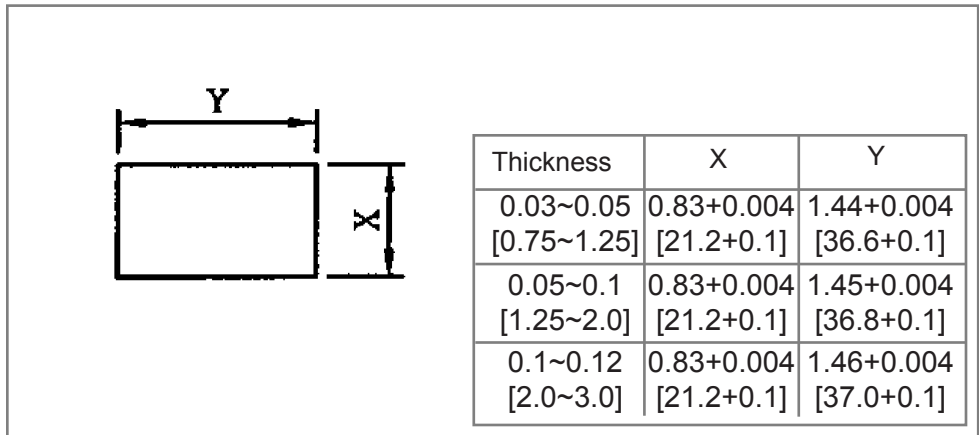 Y
X
Thickness X Y
0.03~0.05 0.83+0.004 1.44+0.004
[0.75~1.25] [21.2+0.1] [36.6+0.1]
0.05~0.1 0.83+0.004 1.45+0.004
[1.25~2.0] [21.2+0.1] [36.8+0.1]
0.1~0.12 0.83+0.004 1.46+0.004
[2.0~3.0] [21.2+0.1] [37.0+0.1]